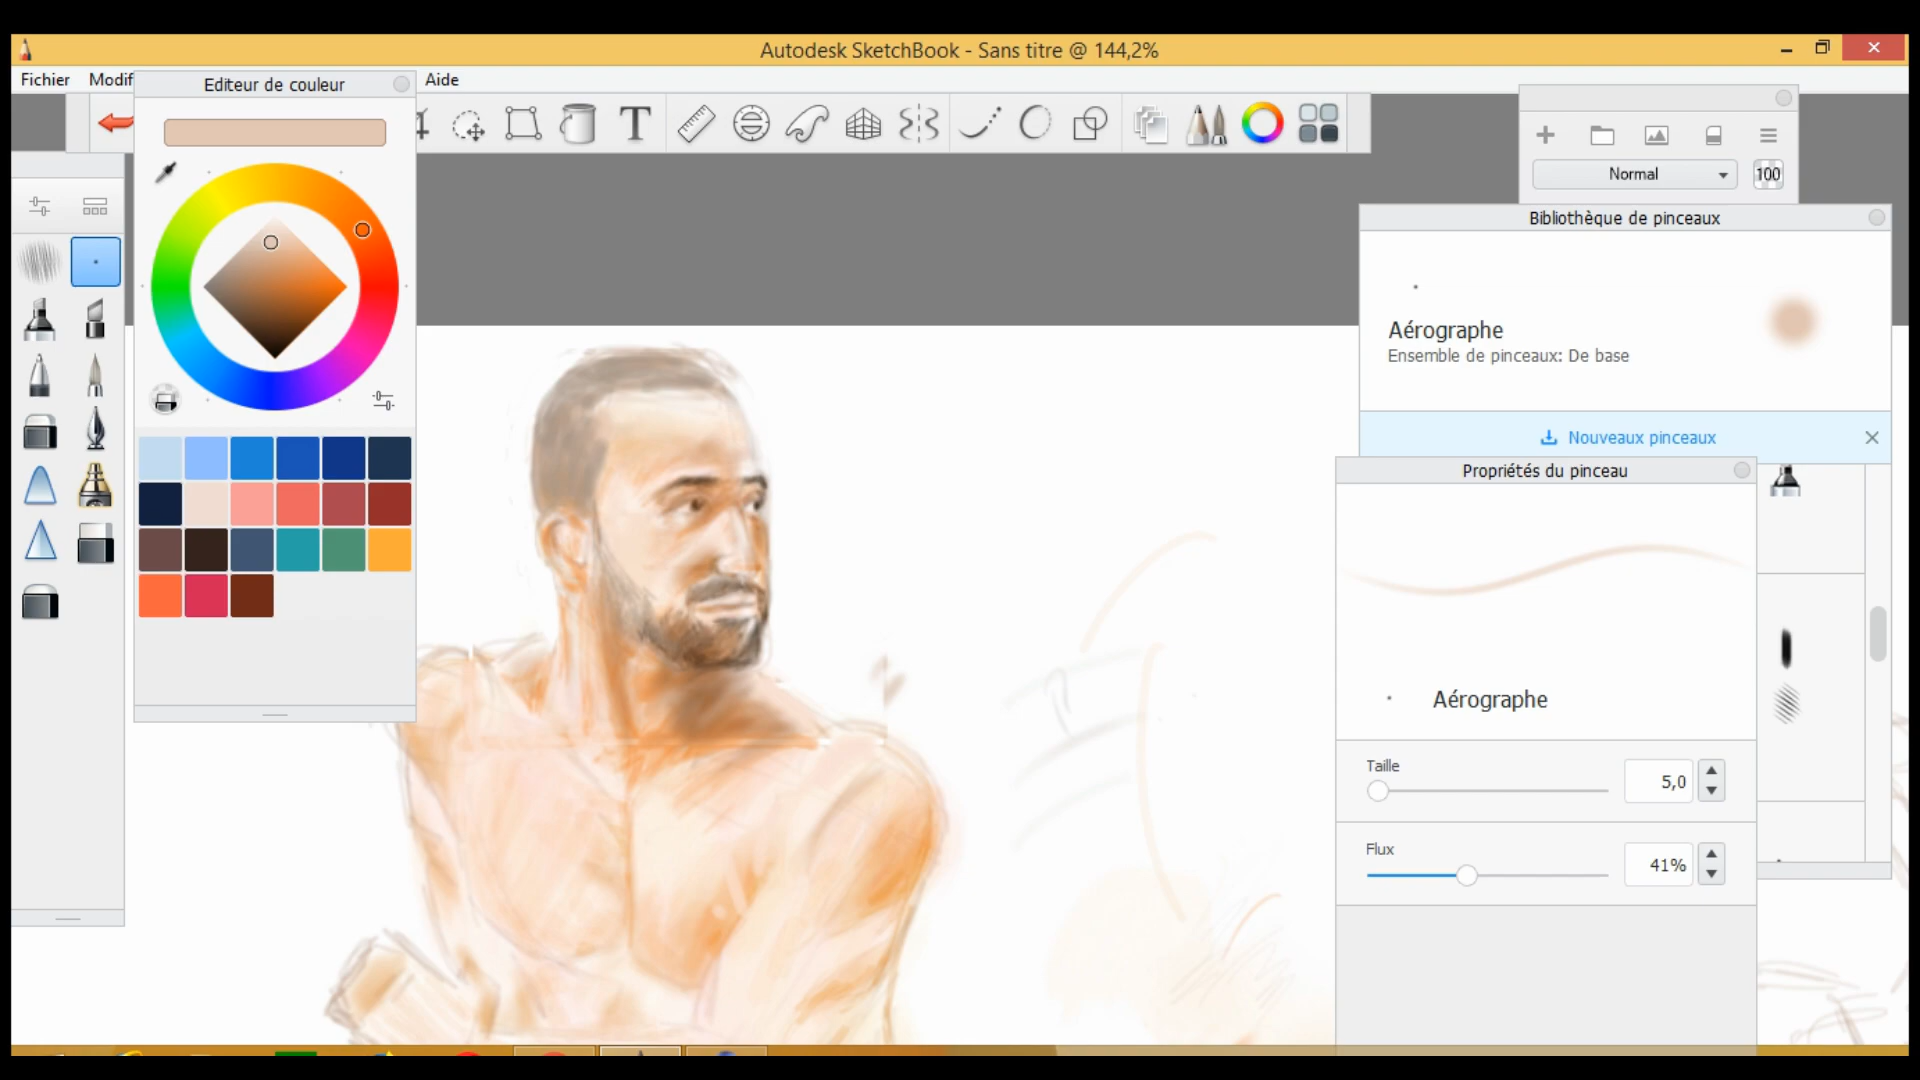 Autodesk SketchBook - Sans titre @ 144,2%
Fichier Modif Aide
Editeur de couleur
T
Normal 100
Bibliothèque de pinceaux
Aérographe
Ensemble de pinceaux: De base
Nouveaux pinceaux
Propriétés du pinceau
Aérographe
Taille 5,0
Flux 41%